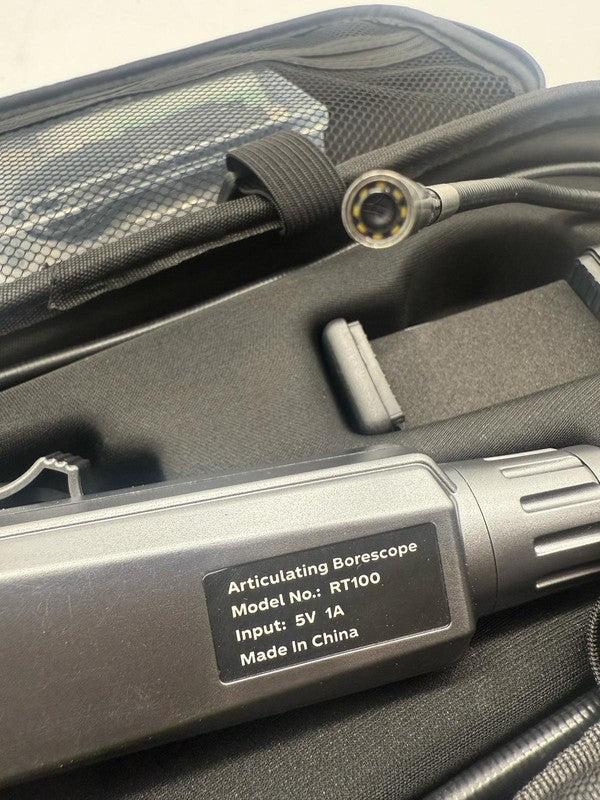 Articulating Borescope
Model No.: RT100
Input: 5V 1A
Made In China